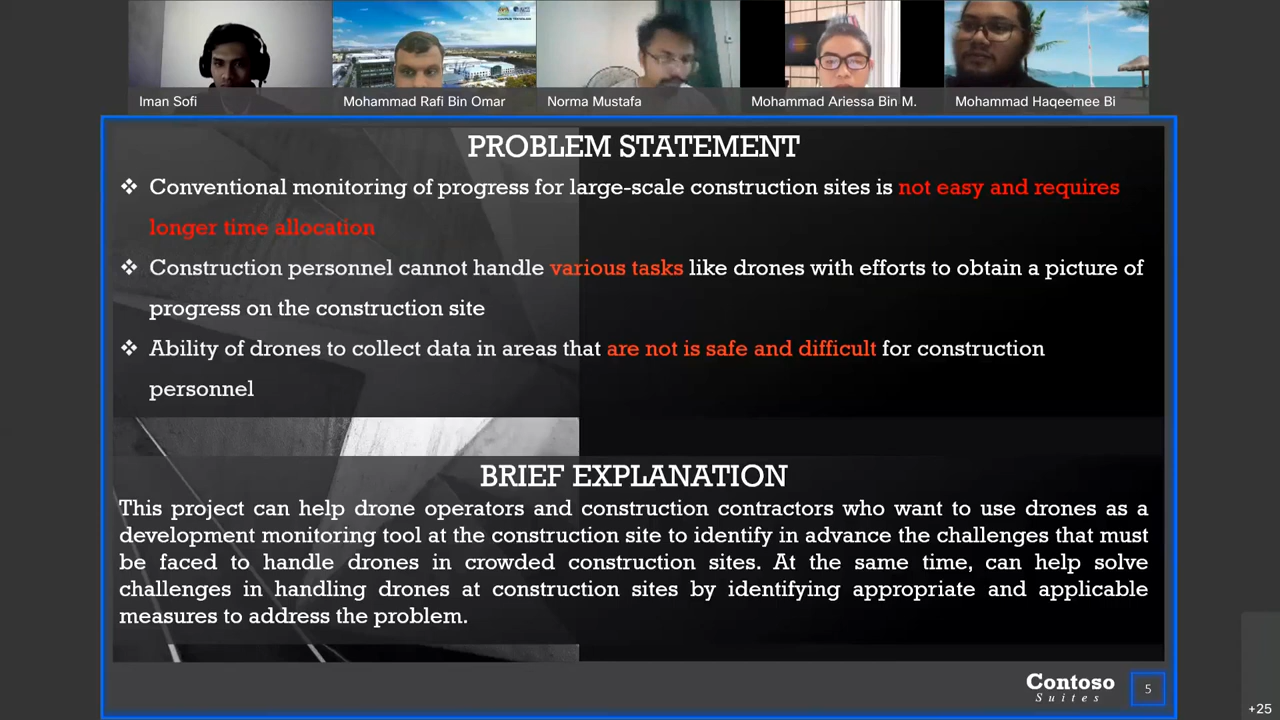 Iman Sofi
Mohammad Rafi Bin Omar
Norma Mustafa
Mohammad Ariessa Bin M.
Mohammad Haqeemee Bi
PROBLEM STATEMENT
❖ Conventional monitoring of progress for large-scale construction sites is not easy and requires
longer time allocation
❖ Construction personnel cannot handle various tasks like drones with efforts to obtain a picture of
progress on the construction site
❖ Ability of drones to collect data in areas that are not is safe and difficult for construction
personnel
BRIEF EXPLANATION
This project can help drone operators and construction contractors who want to use drones as a
development monitoring tool at the construction site to identify in advance the challenges that must
be faced to handle drones in crowded construction sites. At the same time, can help solve
challenges in handling drones at construction sites by identifying appropriate and applicable
measures to address the problem.
Contoso
Suites
5
+25